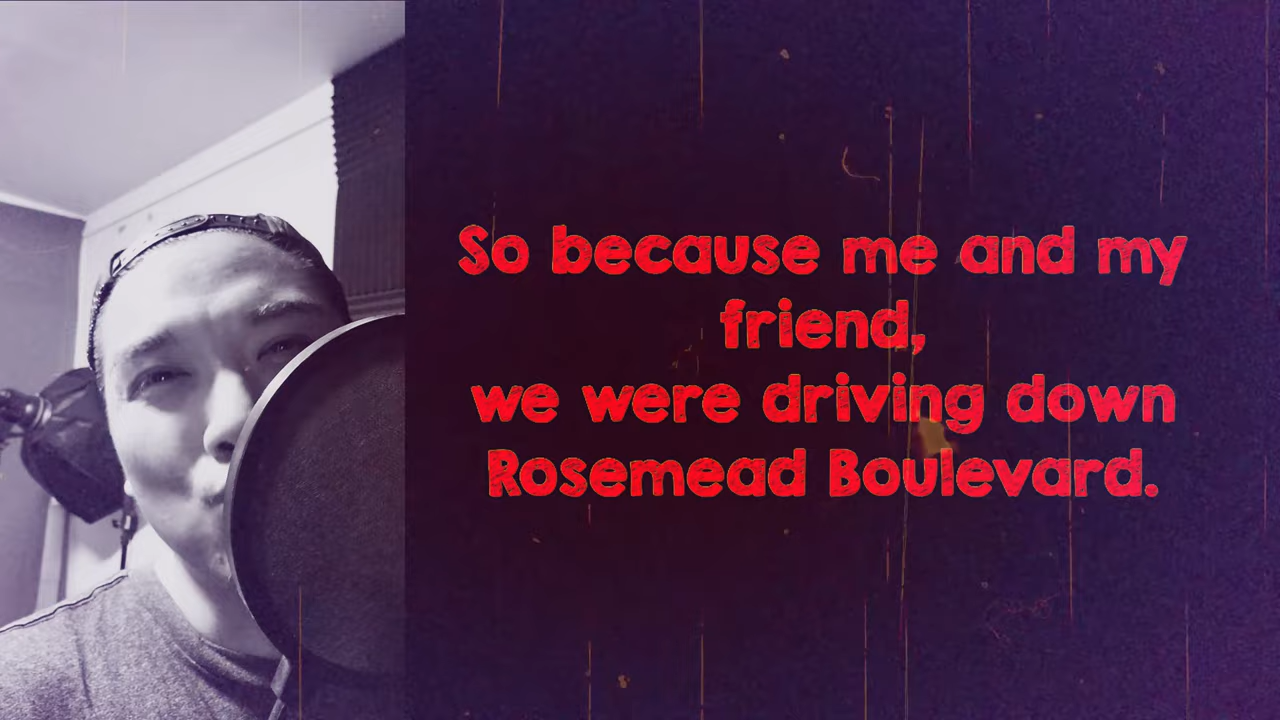 So because me and my
friend,
we were driving down
Rosemead Boulevard.